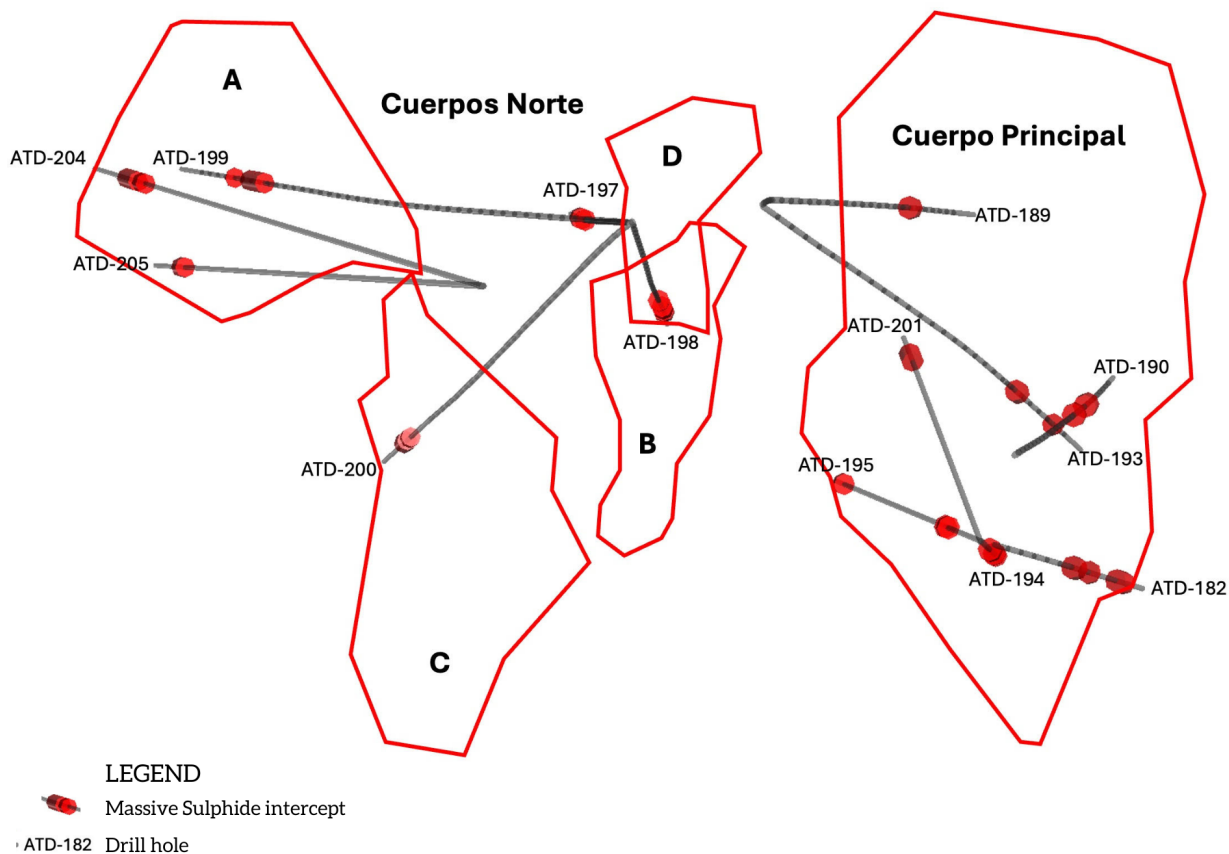 A
Cuerpos Norte
D
Cuerpo Principal
ATD-204
ATD-199
ATD-197
ATD-189
ATD-205
ATD-201
ATD-198
ATD-190
B
ATD-193
ATD-195
ATD-200
ATD-194
ATD-182
C
LEGEND
Massive Sulphide intercept
ATD-182 Drill hole